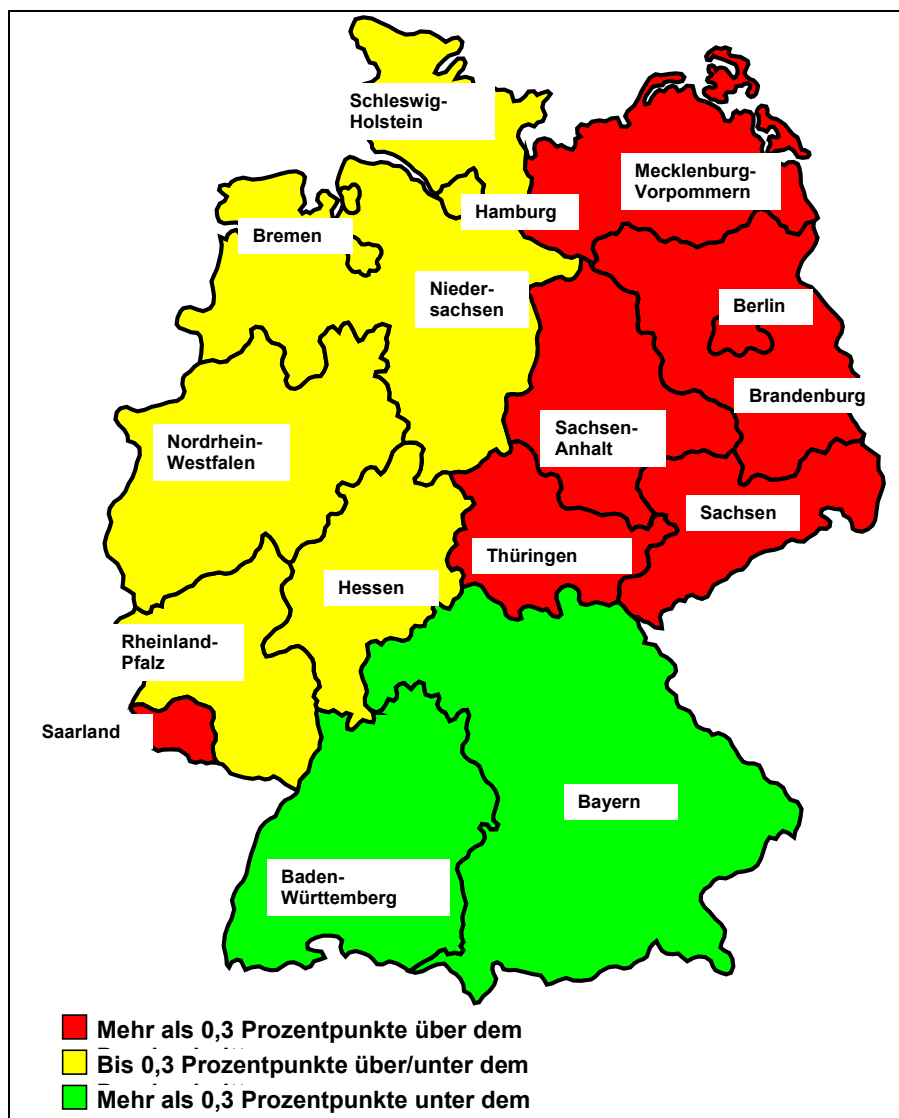 Schleswig-
Holstein
Mecklenburg-
Vorpommern
Hamburg
Bremen
Nieder-
sachsen
Berlin
Brandenburg
Nordrhein-
Westfalen
Sachsen-
Anhalt
Sachsen
Thüringen
Hessen
Rheinland-
Pfalz
Saarland
Bayern
Baden-
Württemberg
Mehr als 0,3 Prozentpunkte über dem
Bis 0,3 Prozentpunkte über/unter dem
Mehr als 0,3 Prozentpunkte unter dem